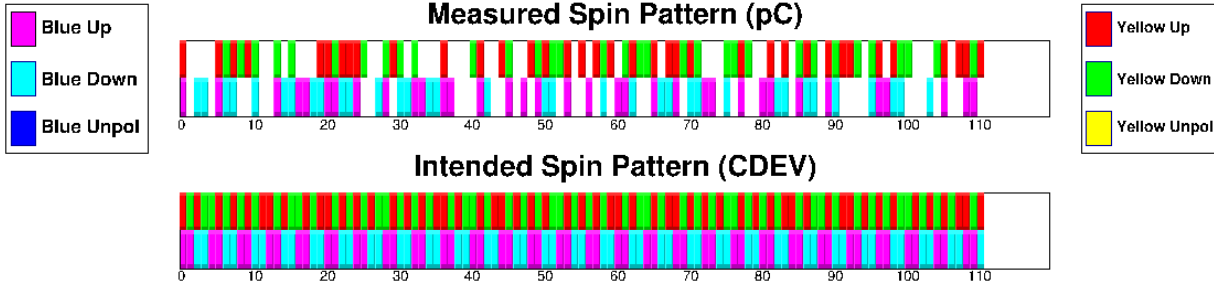 Measured Spin Pattern (pC)
Blue Up
Blue Down
Blue Unpol
Yellow Up
Yellow Down
Yellow Unpol
0 10 20 30 40 50 60 70 80 90 100 110
Intended Spin Pattern (CDEV)
0 10 20 30 40 50 60 70 80 90 100 110